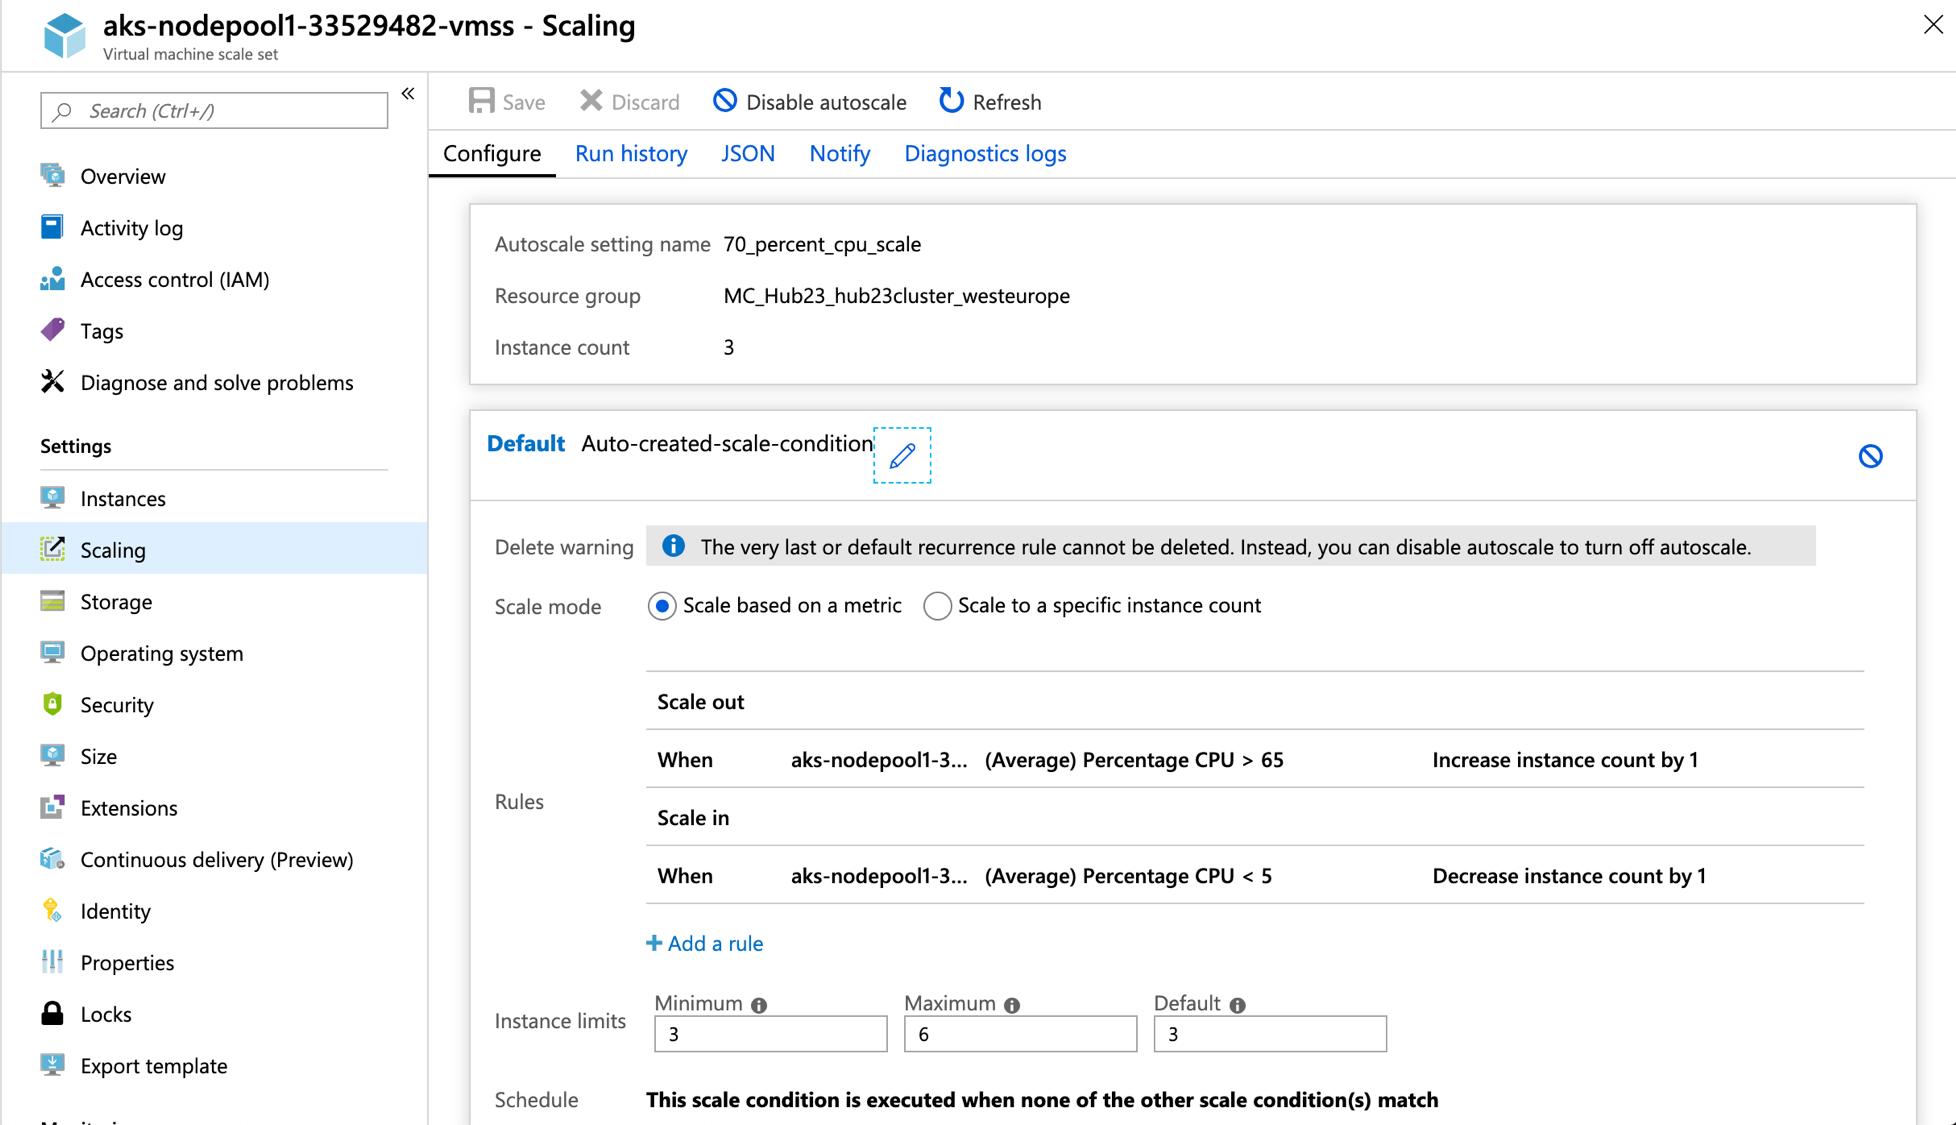 aks-nodepool1-33529482-vmss - Scaling
Virtual machine scale set
Search (Ctrl+/)
Overview
Activity log
Access control (IAM)
Tags
Diagnose and solve problems
Settings
Instances
Scaling
Storage
Operating system
Security
Size
Extensions
Continuous delivery (Preview)
Identity
Properties
Locks
Export template
Save Discard Disable autoscale Refresh
Configure Run history JSON Notify Diagnostics logs
Autoscale setting name 70_percent_cpu_scale
Resource group MC_Hub23_hub23cluster_westeurope
Instance count 3
Default Auto-created-scale-condition
Delete warning The very last or default recurrence rule cannot be deleted. Instead, you can disable autoscale to turn off autoscale.
Scale mode Scale based on a metric Scale to a specific instance count
Rules
Scale out
When aks-nodepool1-3... (Average) Percentage CPU > 65 Increase instance count by 1
Scale in
When aks-nodepool1-3... (Average) Percentage CPU < 5 Decrease instance count by 1
+ Add a rule
Instance limits
Minimum Maximum Default
3 6 3
Schedule This scale condition is executed when none of the other scale condition(s) match